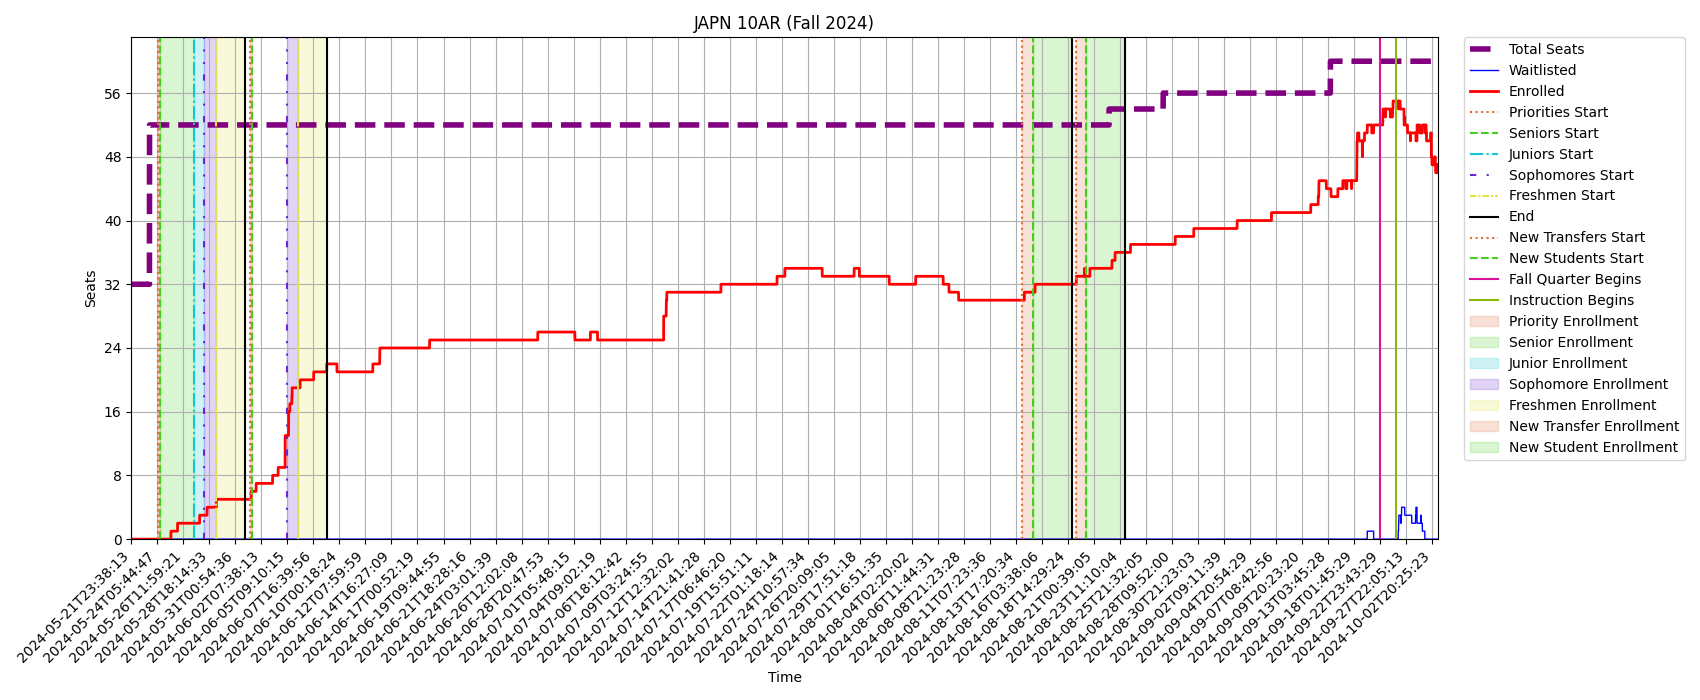 JAPN 10AR (Fall 2024)
Seats
56
48
40
32
24
16
8
0
2024-05-21T23:38:13
2024-05-24T05:44:47
2024-05-26T11:59:21
2024-05-28T18:14:33
2024-05-31T00:54:36
2024-06-02T07:38:13
2024-06-05T09:10:15
2024-06-07T16:39:56
2024-06-10T00:18:24
2024-06-12T07:59:59
2024-06-14T16:27:09
2024-06-17T00:52:19
2024-06-19T09:44:55
2024-06-21T18:28:16
2024-06-24T03:01:39
2024-06-26T12:02:08
2024-06-28T20:47:53
2024-07-01T05:48:15
2024-07-04T09:02:19
2024-07-06T18:12:42
2024-07-09T03:24:55
2024-07-12T12:32:02
2024-07-14T21:41:28
2024-07-17T06:46:20
2024-07-19T15:51:11
2024-07-22T01:18:14
2024-07-24T10:57:34
2024-07-26T20:09:05
2024-07-29T17:51:18
2024-08-01T16:51:35
2024-08-04T02:20:02
2024-08-06T11:44:31
2024-08-08T21:23:28
2024-08-11T07:23:36
2024-08-13T17:20:34
2024-08-16T03:38:06
2024-08-18T14:29:24
2024-08-21T00:39:05
2024-08-23T11:10:04
2024-08-25T21:32:05
2024-08-28T09:52:00
2024-08-30T21:23:03
2024-09-02T09:11:39
2024-09-04T20:54:29
2024-09-07T08:42:56
2024-09-09T20:23:20
2024-09-13T03:45:28
2024-09-18T01:45:29
2024-09-22T23:43:29
2024-09-27T22:05:13
2024-10-02T20:25:23
Time
Total Seats
Waitlisted
Enrolled
Priorities Start
Seniors Start
Juniors Start
Sophomores Start
Freshmen Start
End
New Transfers Start
New Students Start
Fall Quarter Begins
Instruction Begins
Priority Enrollment
Senior Enrollment
Junior Enrollment
Sophomore Enrollment
Freshmen Enrollment
New Transfer Enrollment
New Student Enrollment